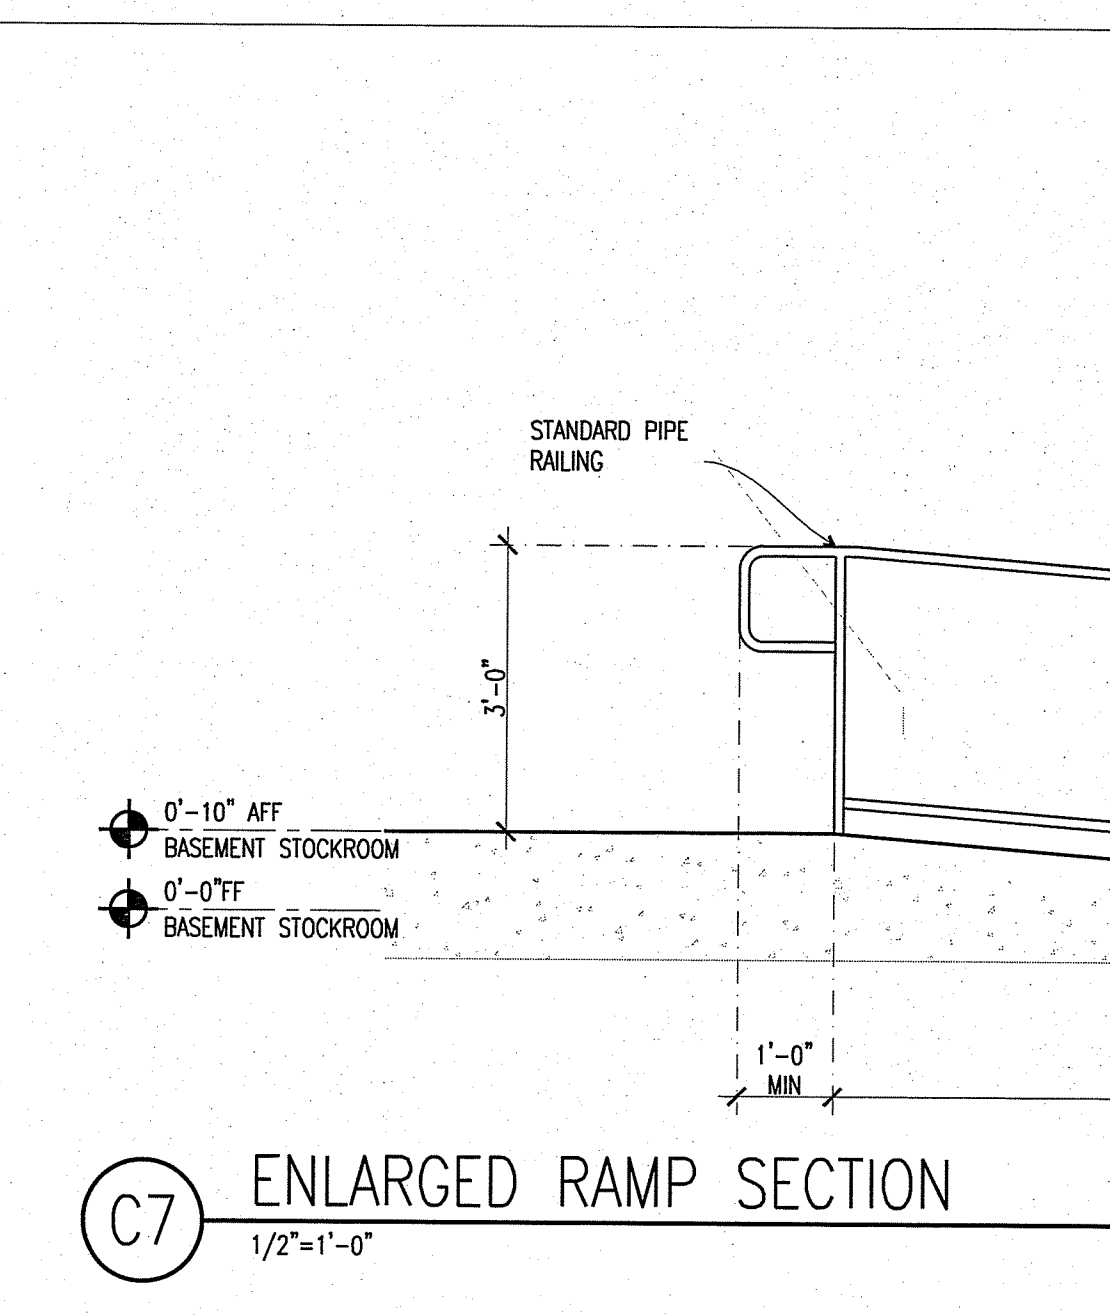 STANDARD PIPE
RAILING
3'-0"
0'-10" AFF
BASEMENT STOCKROOM
0'-0"FF
BASEMENT STOCKROOM
1'-0"
MIN
C7
ENLARGED RAMP SECTION
1/2"=1'-0"